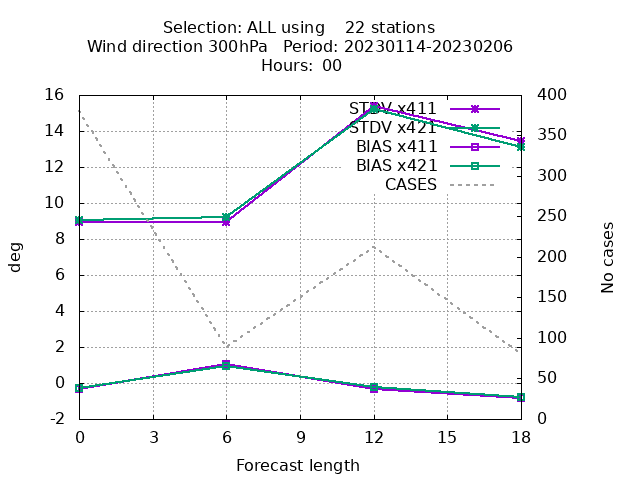 Selection: ALL using    22 stations
Wind direction 300hPa   Period: 20230114-20230206
Hours:  00
16
14
12
10
8
6
4
2
0
-2
400
350
300
250
200
150
100
50
0
deg
No cases
STDV x411
STDV x421
BIAS x411
BIAS x421
CASES
0 3 6 9 12 15 18
Forecast length